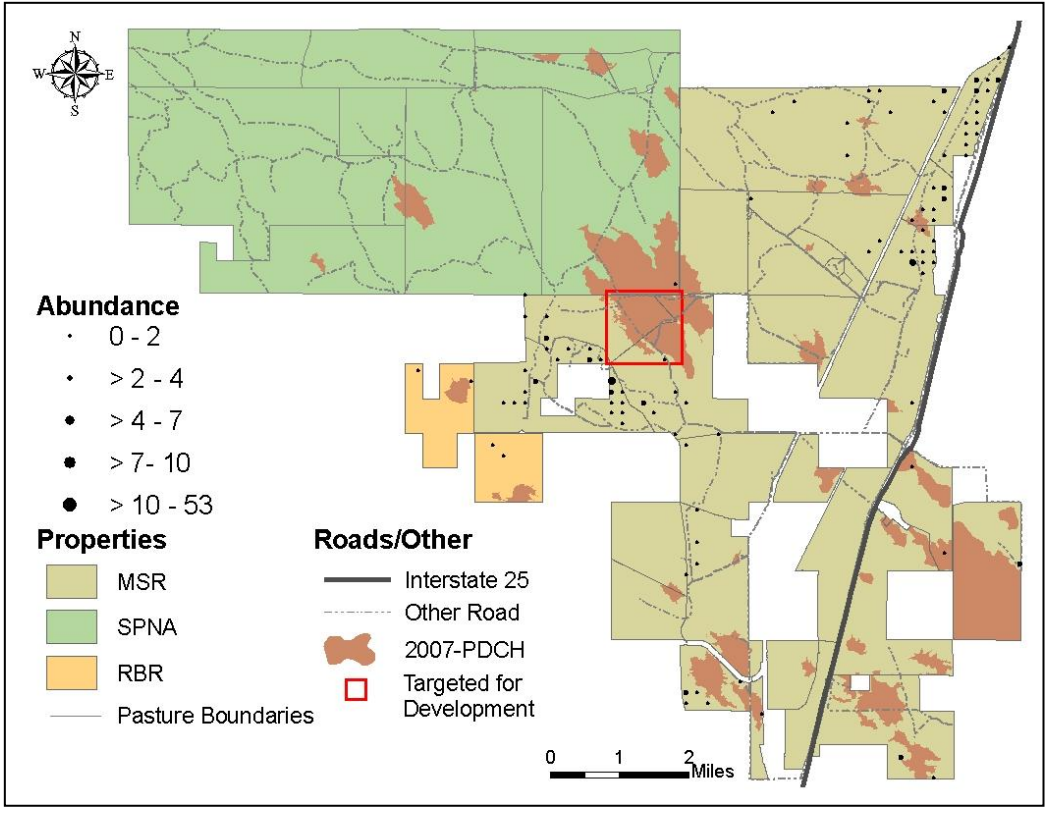 N
W E
S
Abundance
0 - 2
> 2 - 4
> 4 - 7
> 7- 10
> 10 - 53
Properties
MSR
SPNA
RBR
Pasture Boundaries
Roads/Other
Interstate 25
Other Road
2007-PDCH
Targeted for
Development
0 1 2
Miles